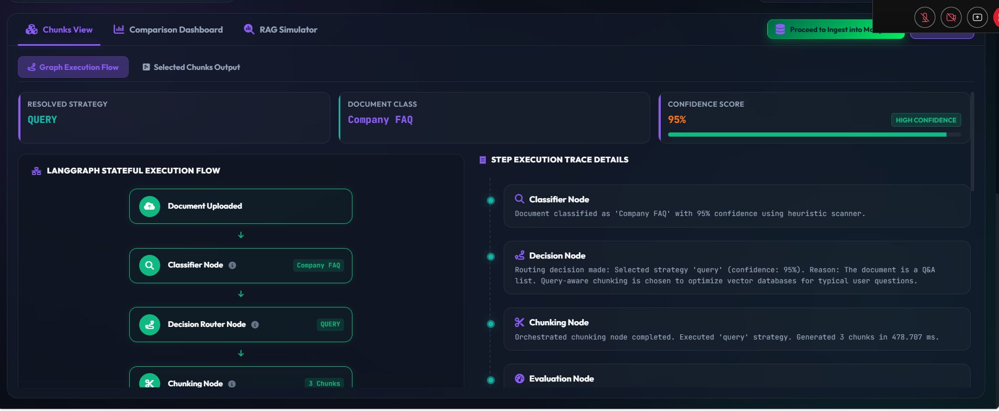 Chunks View
Comparison Dashboard
RAG Simulator
Proceed to Ingest into
Graph Execution Flow
Selected Chunks Output
RESOLVED STRATEGY
QUERY
DOCUMENT CLASS
Company FAQ
CONFIDENCE SCORE
95%
HIGH CONFIDENCE
LANGGRAPH STATEFUL EXECUTION FLOW
Document Uploaded
Classifier Node
Company FAQ
Decision Router Node
QUERY
Chunking Node
3 Chunks
STEP EXECUTION TRACE DETAILS
Classifier Node
Document classified as 'Company FAQ' with 95% confidence using heuristic scanner.
Decision Node
Routing decision made: Selected strategy 'query' (confidence: 95%). Reason: The document is a Q&A
list. Query-aware chunking is chosen to optimize vector databases for typical user questions.
Chunking Node
Orchestrated chunking node completed. Executed 'query' strategy. Generated 3 chunks in 478.707 ms.
Evaluation Node